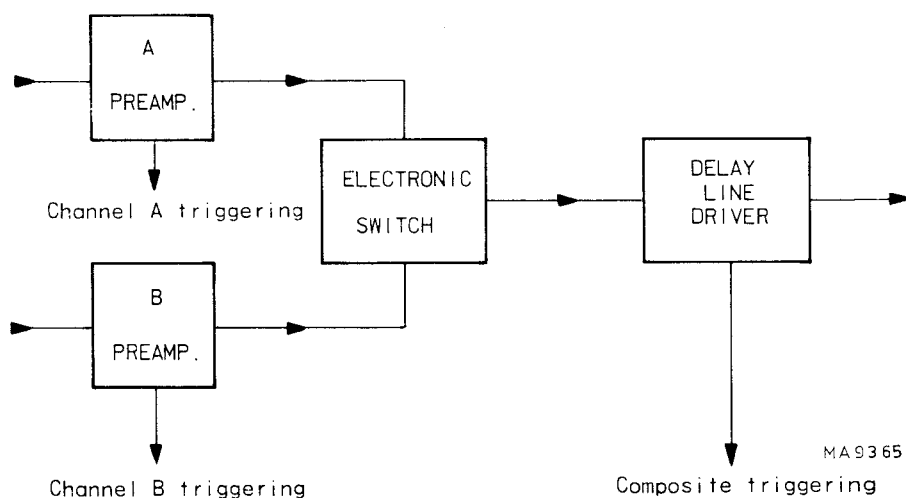 A
PREAMP.
Channel A triggering
B
PREAMP.
Channel B triggering
ELECTRONIC
SWITCH
DELAY
LINE
DRIVER
MA9365
Composite triggering